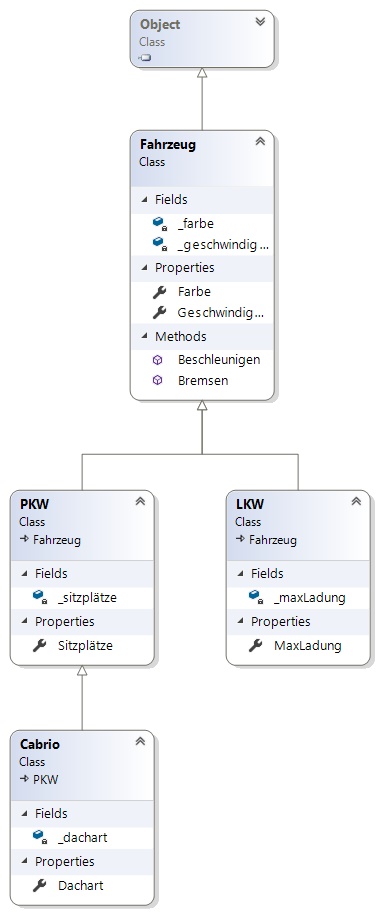 Object
Class
Fahrzeug
Class
Fields
_farbe
_geschwindig...
Properties
Farbe
Geschwindig...
Methods
Beschleunigen
Bremsen
PKW
Class
Fahrzeug
Fields
_sitzplätze
Properties
Sitzplätze
LKW
Class
Fahrzeug
Fields
_maxLadung
Properties
MaxLadung
Cabrio
Class
PKW
Fields
_dachart
Properties
Dachart